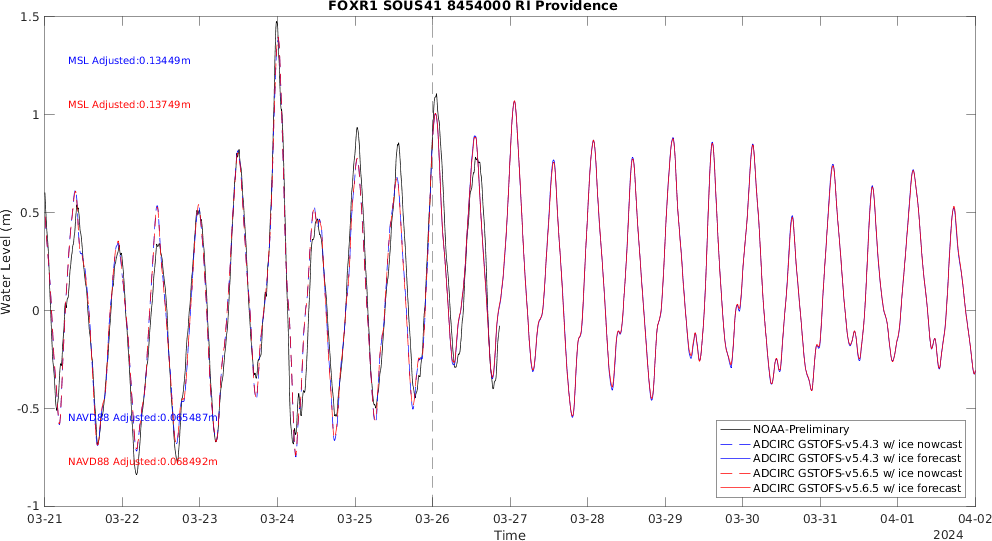 FOXR1 SOUS41 8454000 RI Providence
1.5
1
0.5
0
-0.5
-1
Water Level (m)
MSL Adjusted:0.13449m
MSL Adjusted:0.13749m
NAVD88 Adjusted:0.065487m
NAVD88 Adjusted:0.068492m
NOAA-Preliminary
ADCIRC GSTOFS-v5.4.3 w/ ice nowcast
ADCIRC GSTOFS-v5.4.3 w/ ice forecast
ADCIRC GSTOFS-v5.6.5 w/ ice nowcast
ADCIRC GSTOFS-v5.6.5 w/ ice forecast
03-21 03-22 03-23 03-24 03-25 03-26 03-27 03-28 03-29 03-30 03-31 04-01 04-02
Time
2024